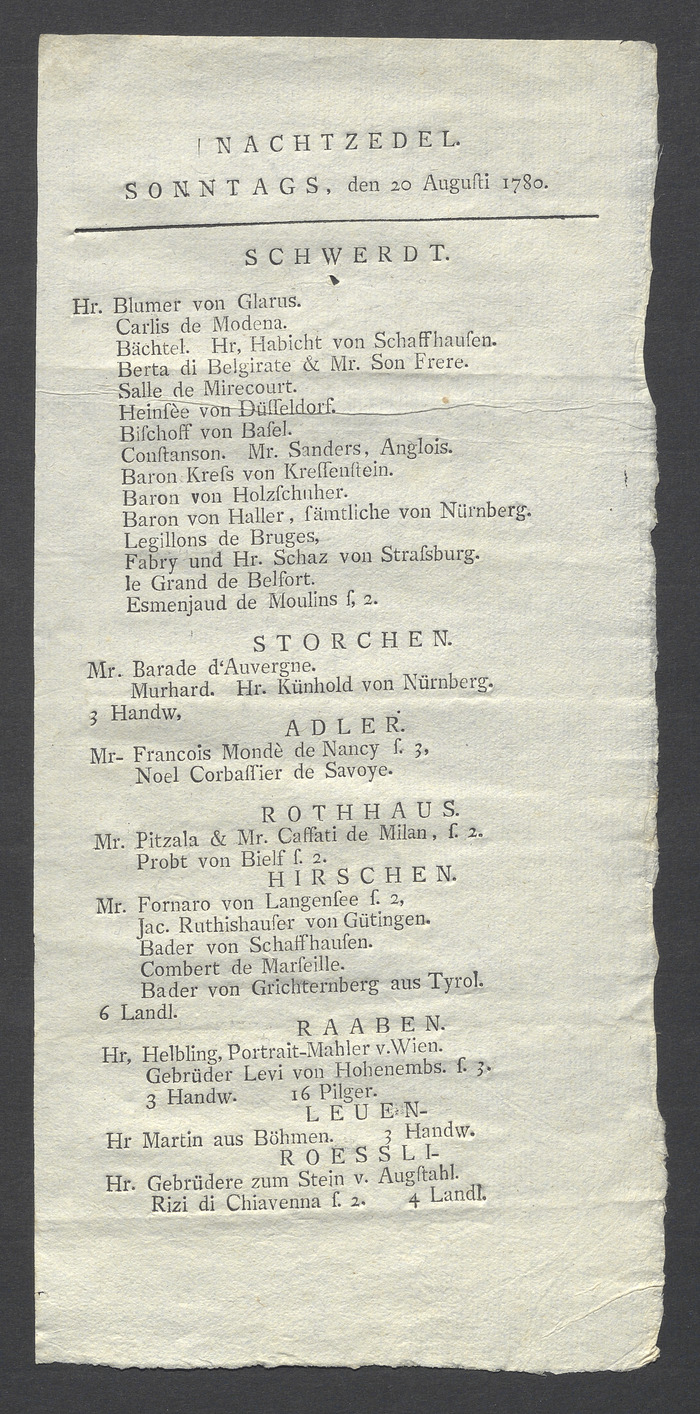 NACHTZEDEL.
SONNTAGS, den 20 Auguſti 1780.
SCHWERDT.
Hr. Blumer von Glarus.
Carlis de Modena.
Bächtel. Hr, Habicht von Schaffhauſen.
Berta di Belgirate & Mr. Son Frere.
Salle de Mirecourt.
Heinſèe von Düſſeldorf.
Biſchoff von Baſel.
Conſtanson. Mr. Sanders, Anglois.
Baron Kreſs von Kreſſenſtein.
Baron von Holzſchuher.
Baron von Haller, ſämtliche von Nürnberg.
Legillons de Bruges,
Fabry und Hr. Schaz von Straſsburg.
le Grand de Belfort.
Esmenjaud de Moulins ſ, 2.
STORCHEN.
Mr. Barade d'Auvergne.
Murhard. Hr. Künhold von Nürnberg.
3 Handw,
ADLER.
Mr- Francois Mondè de Nancy ſ. 3,
Noel Corbaſſier de Savoye.
ROTHHAUS.
Mr. Pitzala & Mr. Caſſati de Milan, ſ. 2.
Probt von Bielf ſ. 2.
HIRSCHEN.
Mr. Fornaro von Langenſee ſ. 2,
Jac. Ruthishauſer von Gütingen.
Bader von Schaffhauſen.
Combert de Marſeille.
Bader von Grichternberg aus Tyrol.
6 Landl.
RAABEN.
Hr, Helbling, Portrait-Mahler v. Wien.
Gebrüder Levi von Hohenembs. ſ. 3.
3 Handw. 16 Pilger.
LEUEN-
Hr Martin aus Böhmen. 3 Handw.
ROESSLI-
Hr. Gebrüdere zum Stein v. Augſtahl.
Rizi di Chiavenna ſ. 2. 4 Landl.